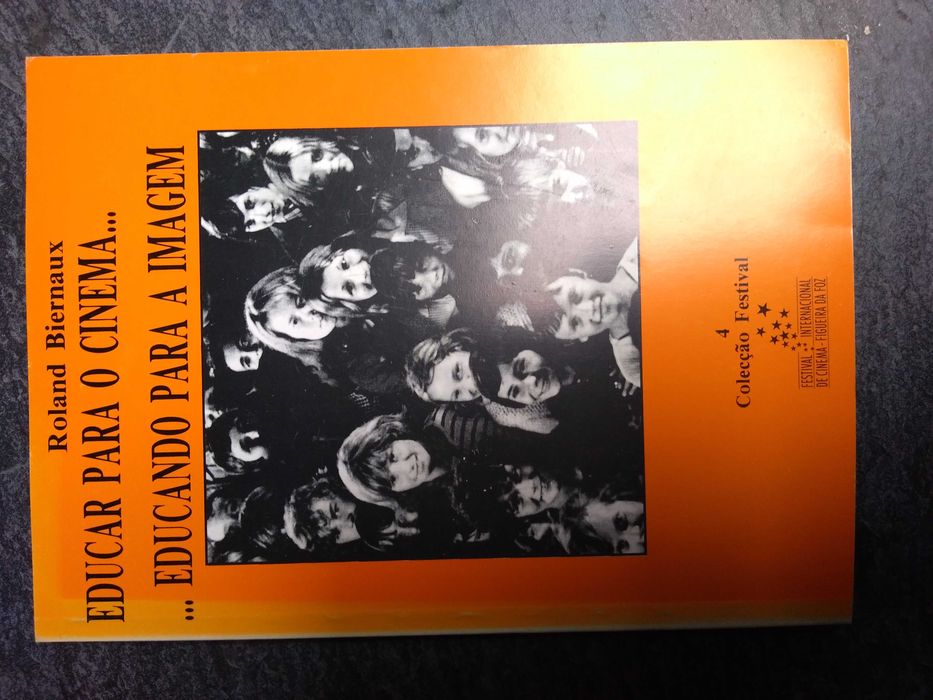 Roland Biernaux
EDUCAR PARA O CINEMA...
... EDUCANDO PARA A IMAGEM
4
Colecção Festival
FESTIVAL INTERNACIONAL
DE CINEMA - FIGUEIRA DA FOZ